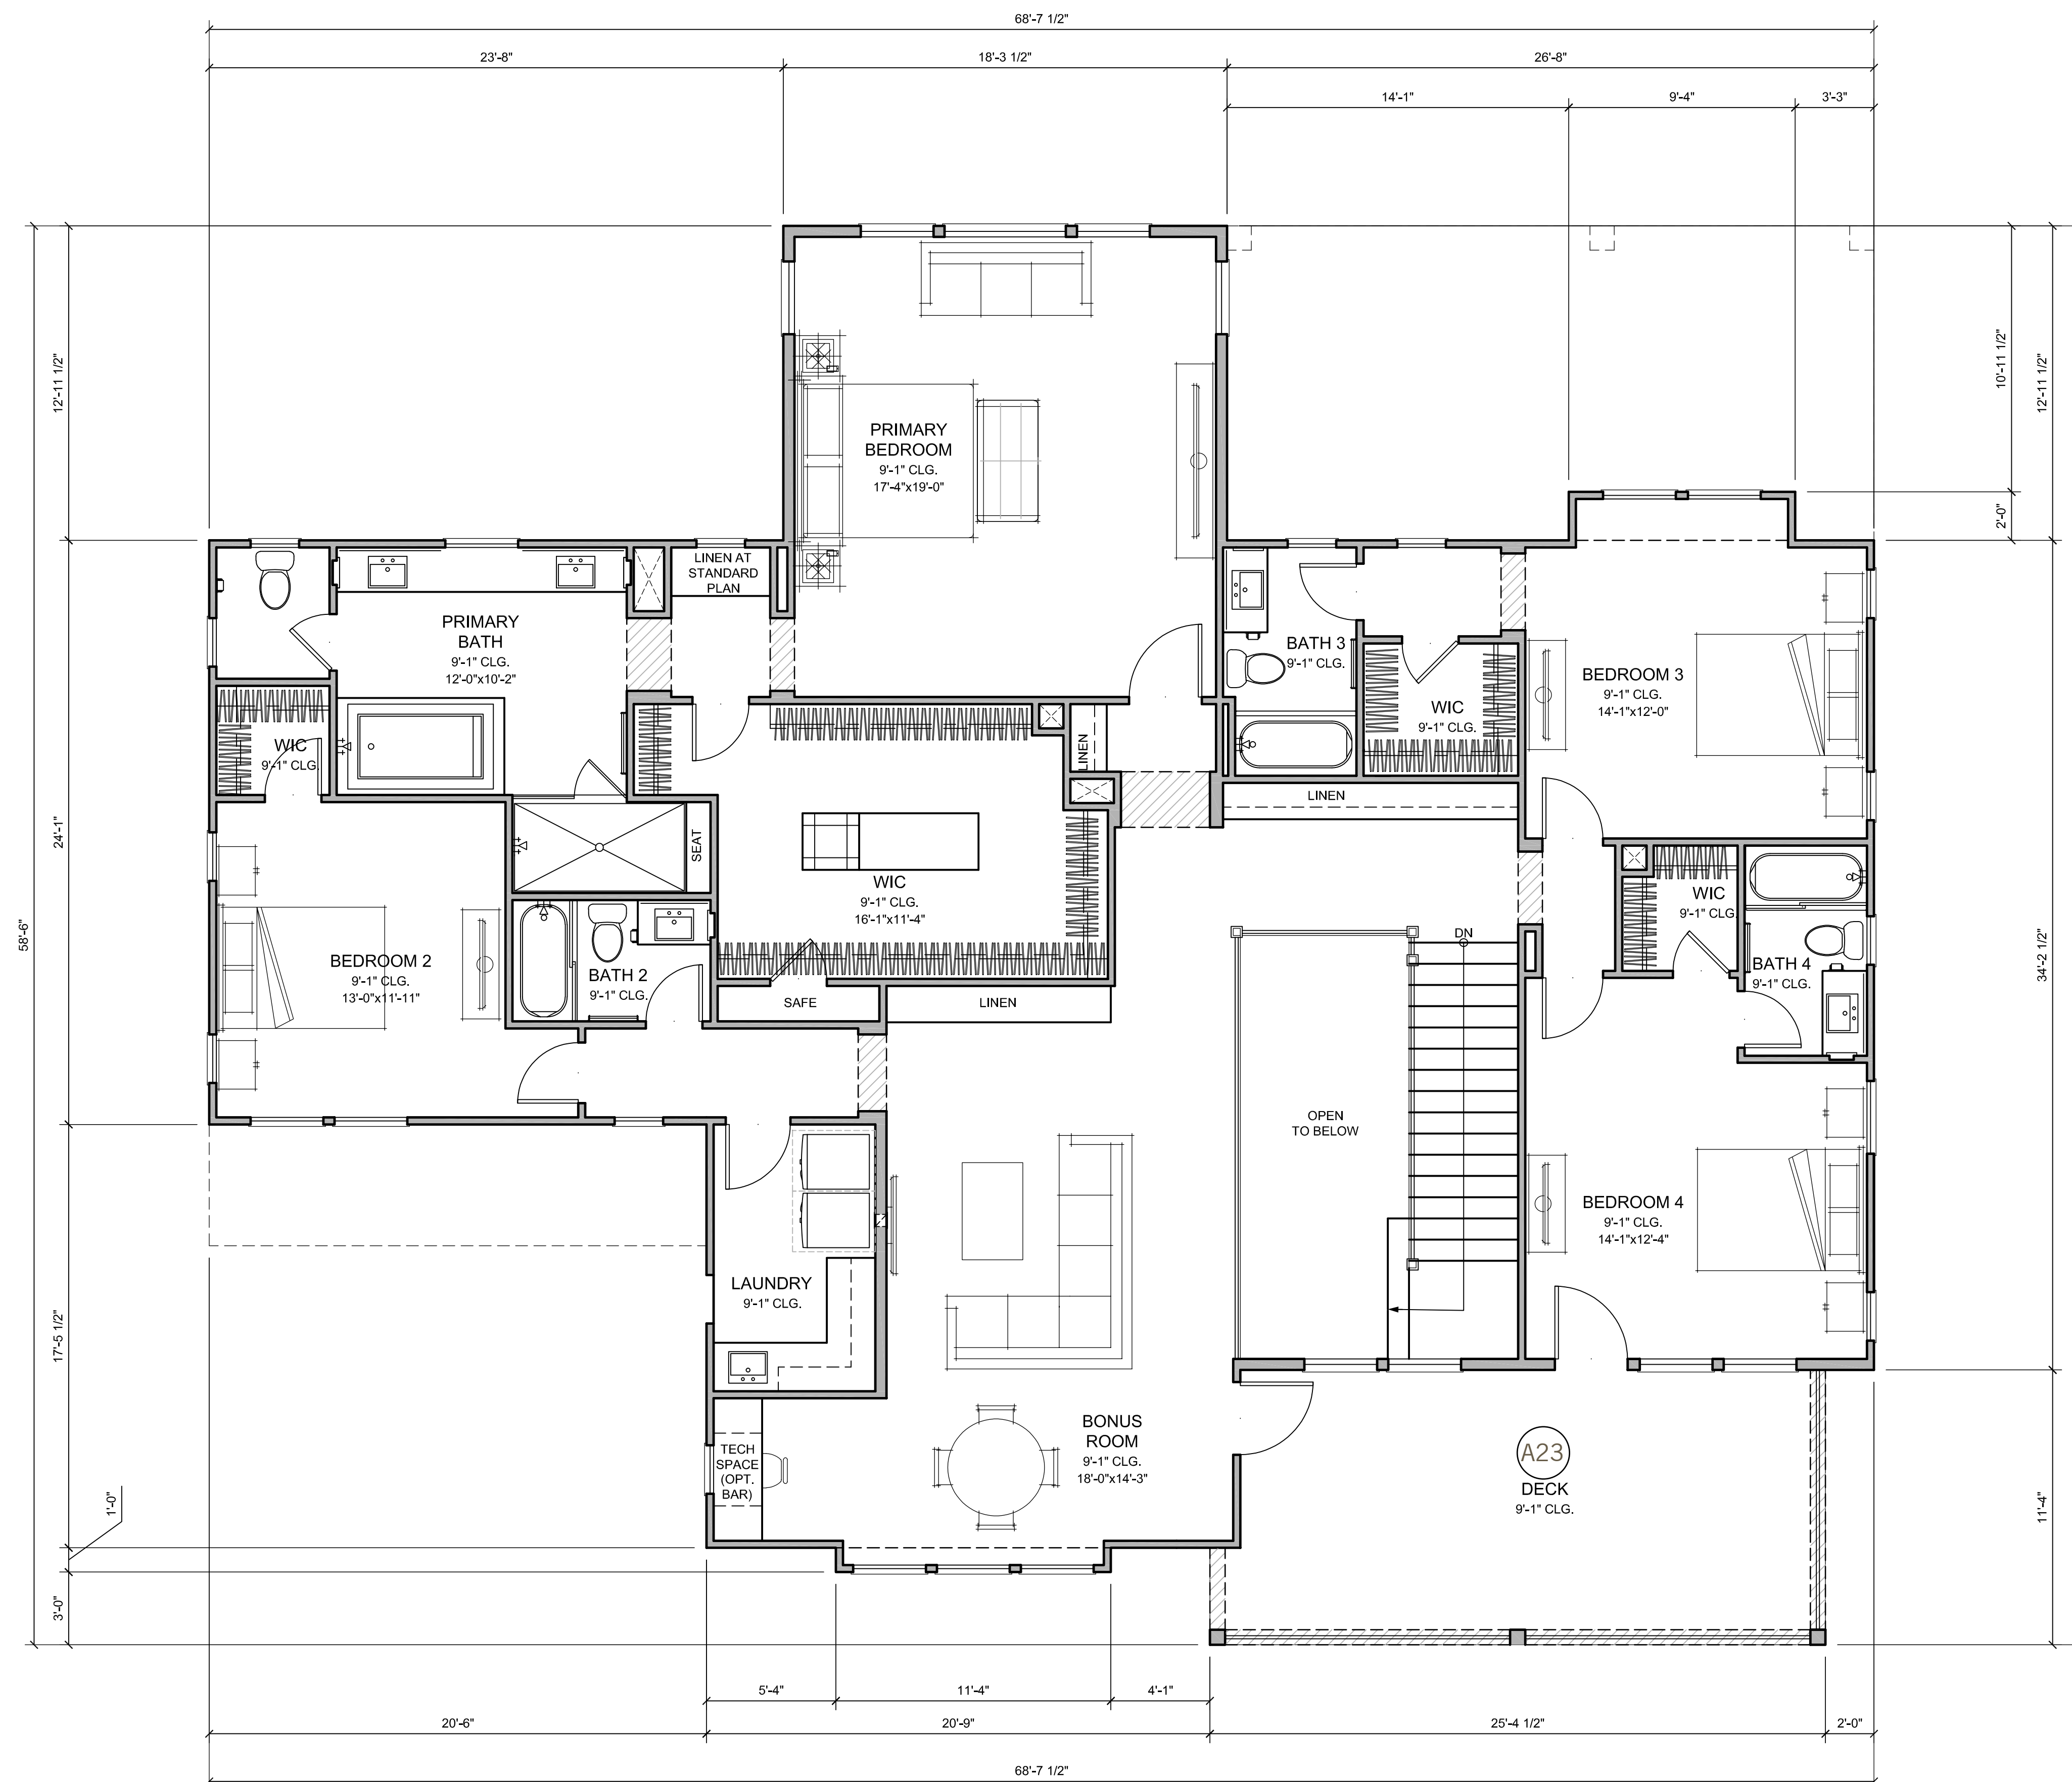 68'-7 1/2"
23'-8"
18'-3 1/2"
26'-8"
14'-1"
9'-4"
3'-3"
12'-11 1/2"
10'-11 1/2"
12'-11 1/2"
2'-0"
24'-1"
58'-6"
17'-5 1/2"
1'-0"
3'-0"
34'-2 1/2"
11'-4"
PRIMARY
BEDROOM
9'-1" CLG.
17'-4"x19'-0"
LINEN AT
STANDARD
PLAN
PRIMARY
BATH
9'-1" CLG.
12'-0"x10'-2"
WIC
9'-1" CLG.
BATH 3
9'-1" CLG.
WIC
9'-1" CLG.
BEDROOM 3
9'-1" CLG.
14'-1"x12'-0"
LINEN
LINEN
SEAT
WIC
9'-1" CLG.
16'-1"x11'-4"
WIC
9'-1" CLG.
BATH 4
9'-1" CLG.
BEDROOM 2
9'-1" CLG.
13'-0"x11'-11"
BATH 2
9'-1" CLG.
SAFE
LINEN
DN
OPEN
TO BELOW
BEDROOM 4
9'-1" CLG.
14'-1"x12'-4"
LAUNDRY
9'-1" CLG.
TECH
SPACE
(OPT.
BAR)
BONUS
ROOM
9'-1" CLG.
18'-0"x14'-3"
A23
DECK
9'-1" CLG.
5'-4"
11'-4"
4'-1"
20'-6"
20'-9"
25'-4 1/2"
2'-0"
68'-7 1/2"